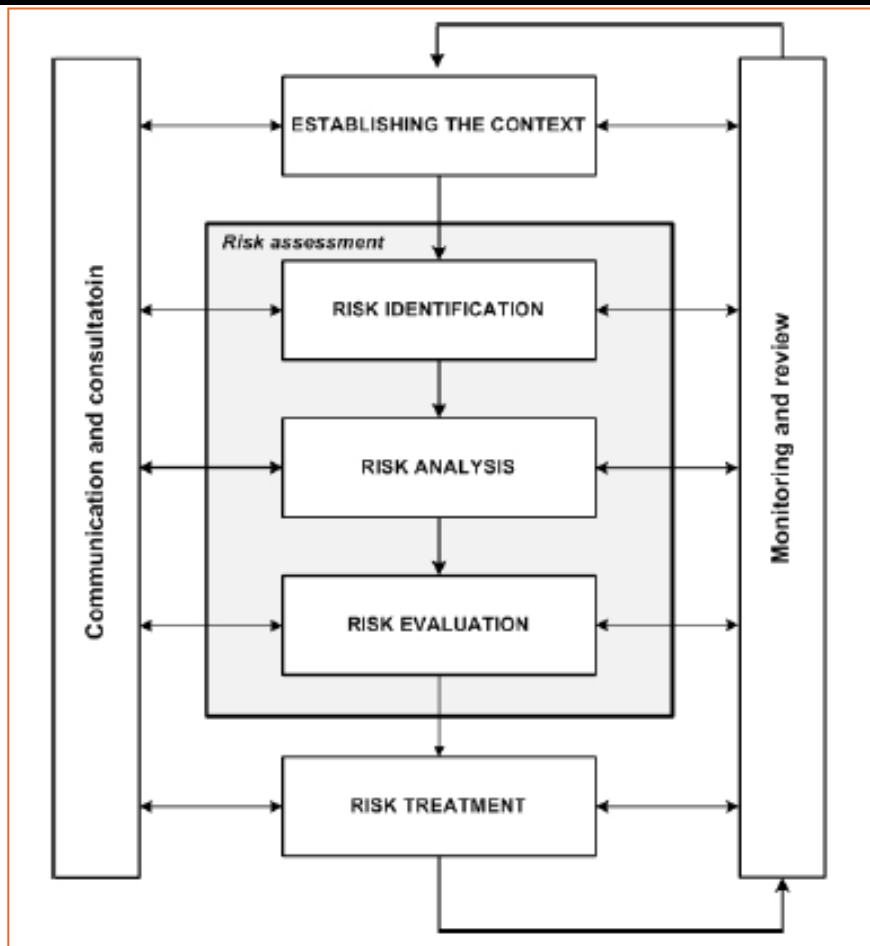 Communication and consultatoin
ESTABLISHING THE CONTEXT
Risk assessment
RISK IDENTIFICATION
RISK ANALYSIS
RISK EVALUATION
RISK TREATMENT
Monitoring and review